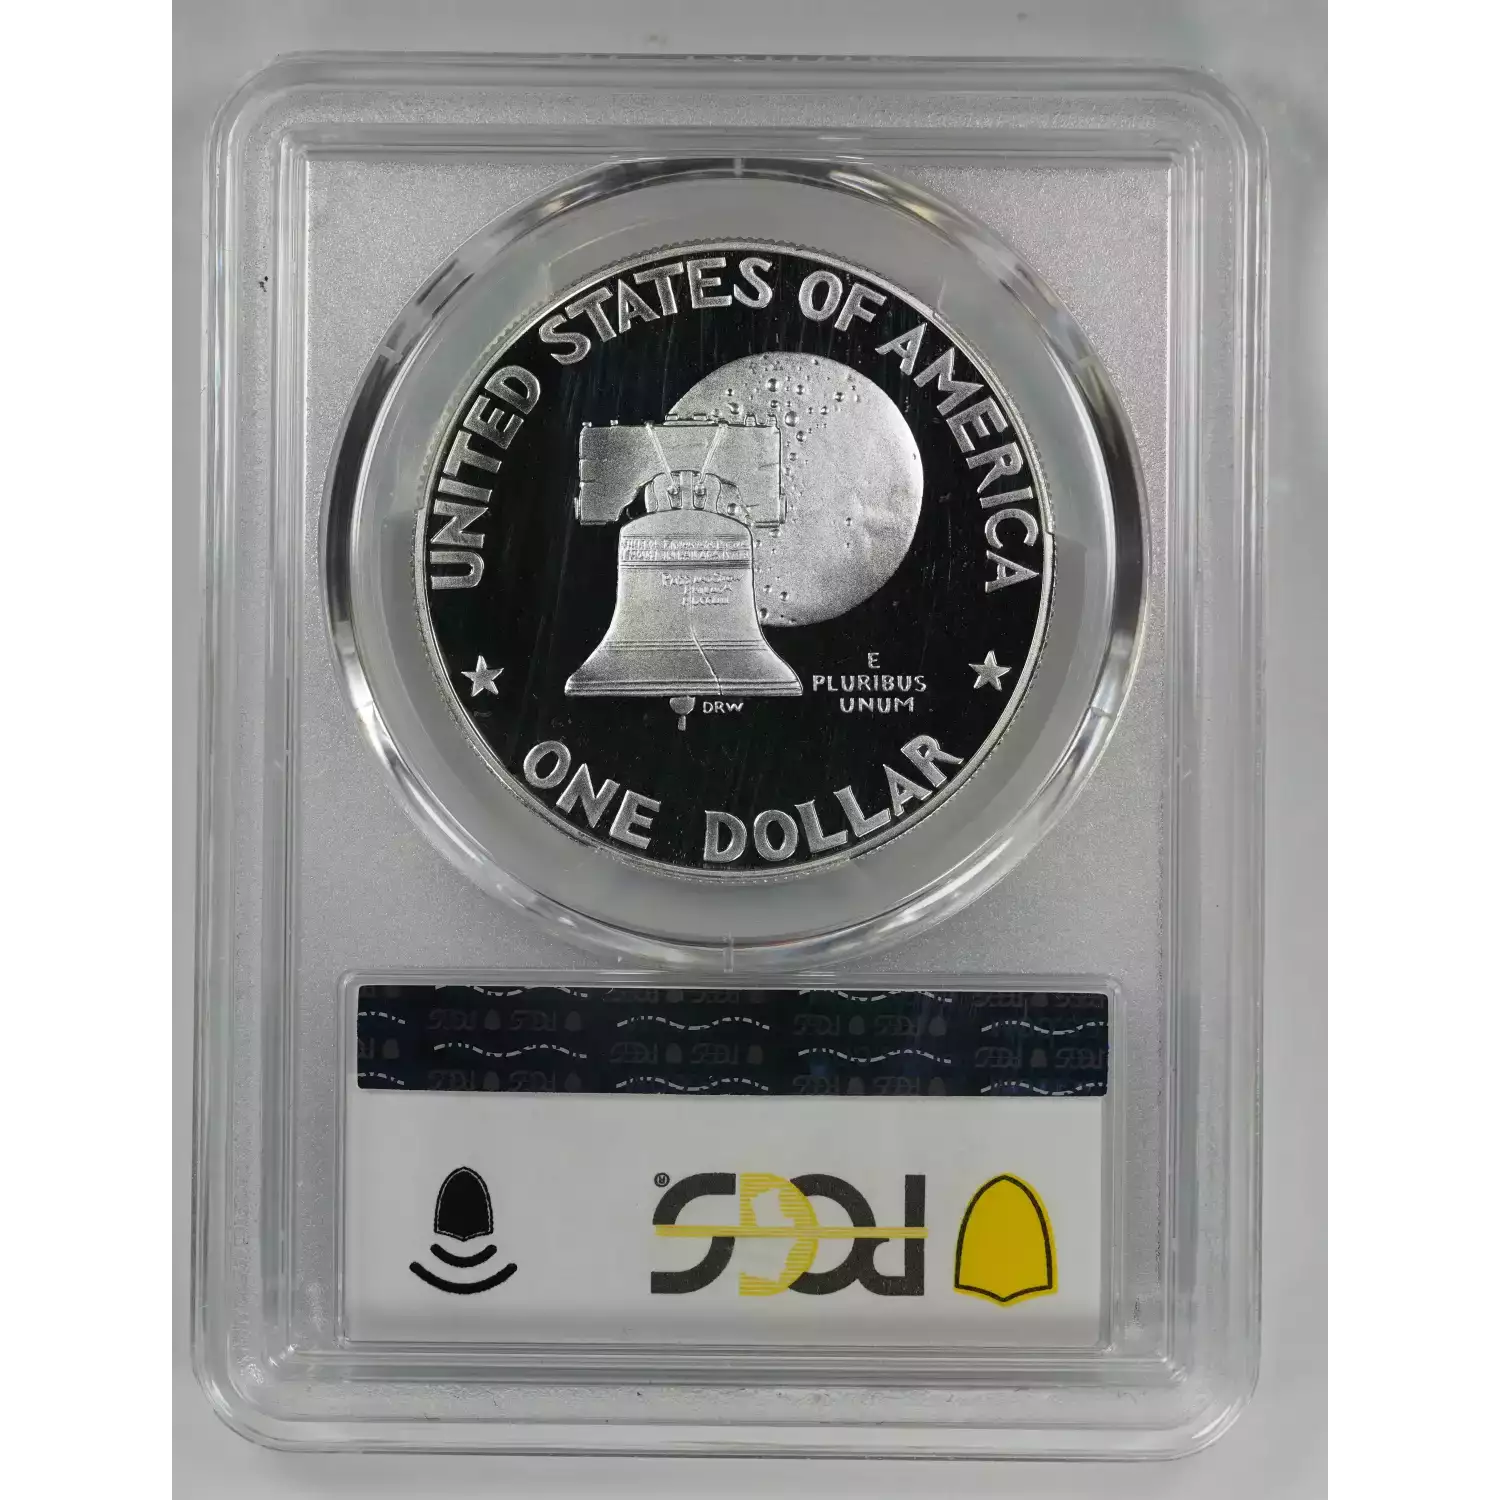 UNITED STATES OF AMERICA
E
PLURIBUS
UNUM
DRW
ONE DOLLAR
PCGS®